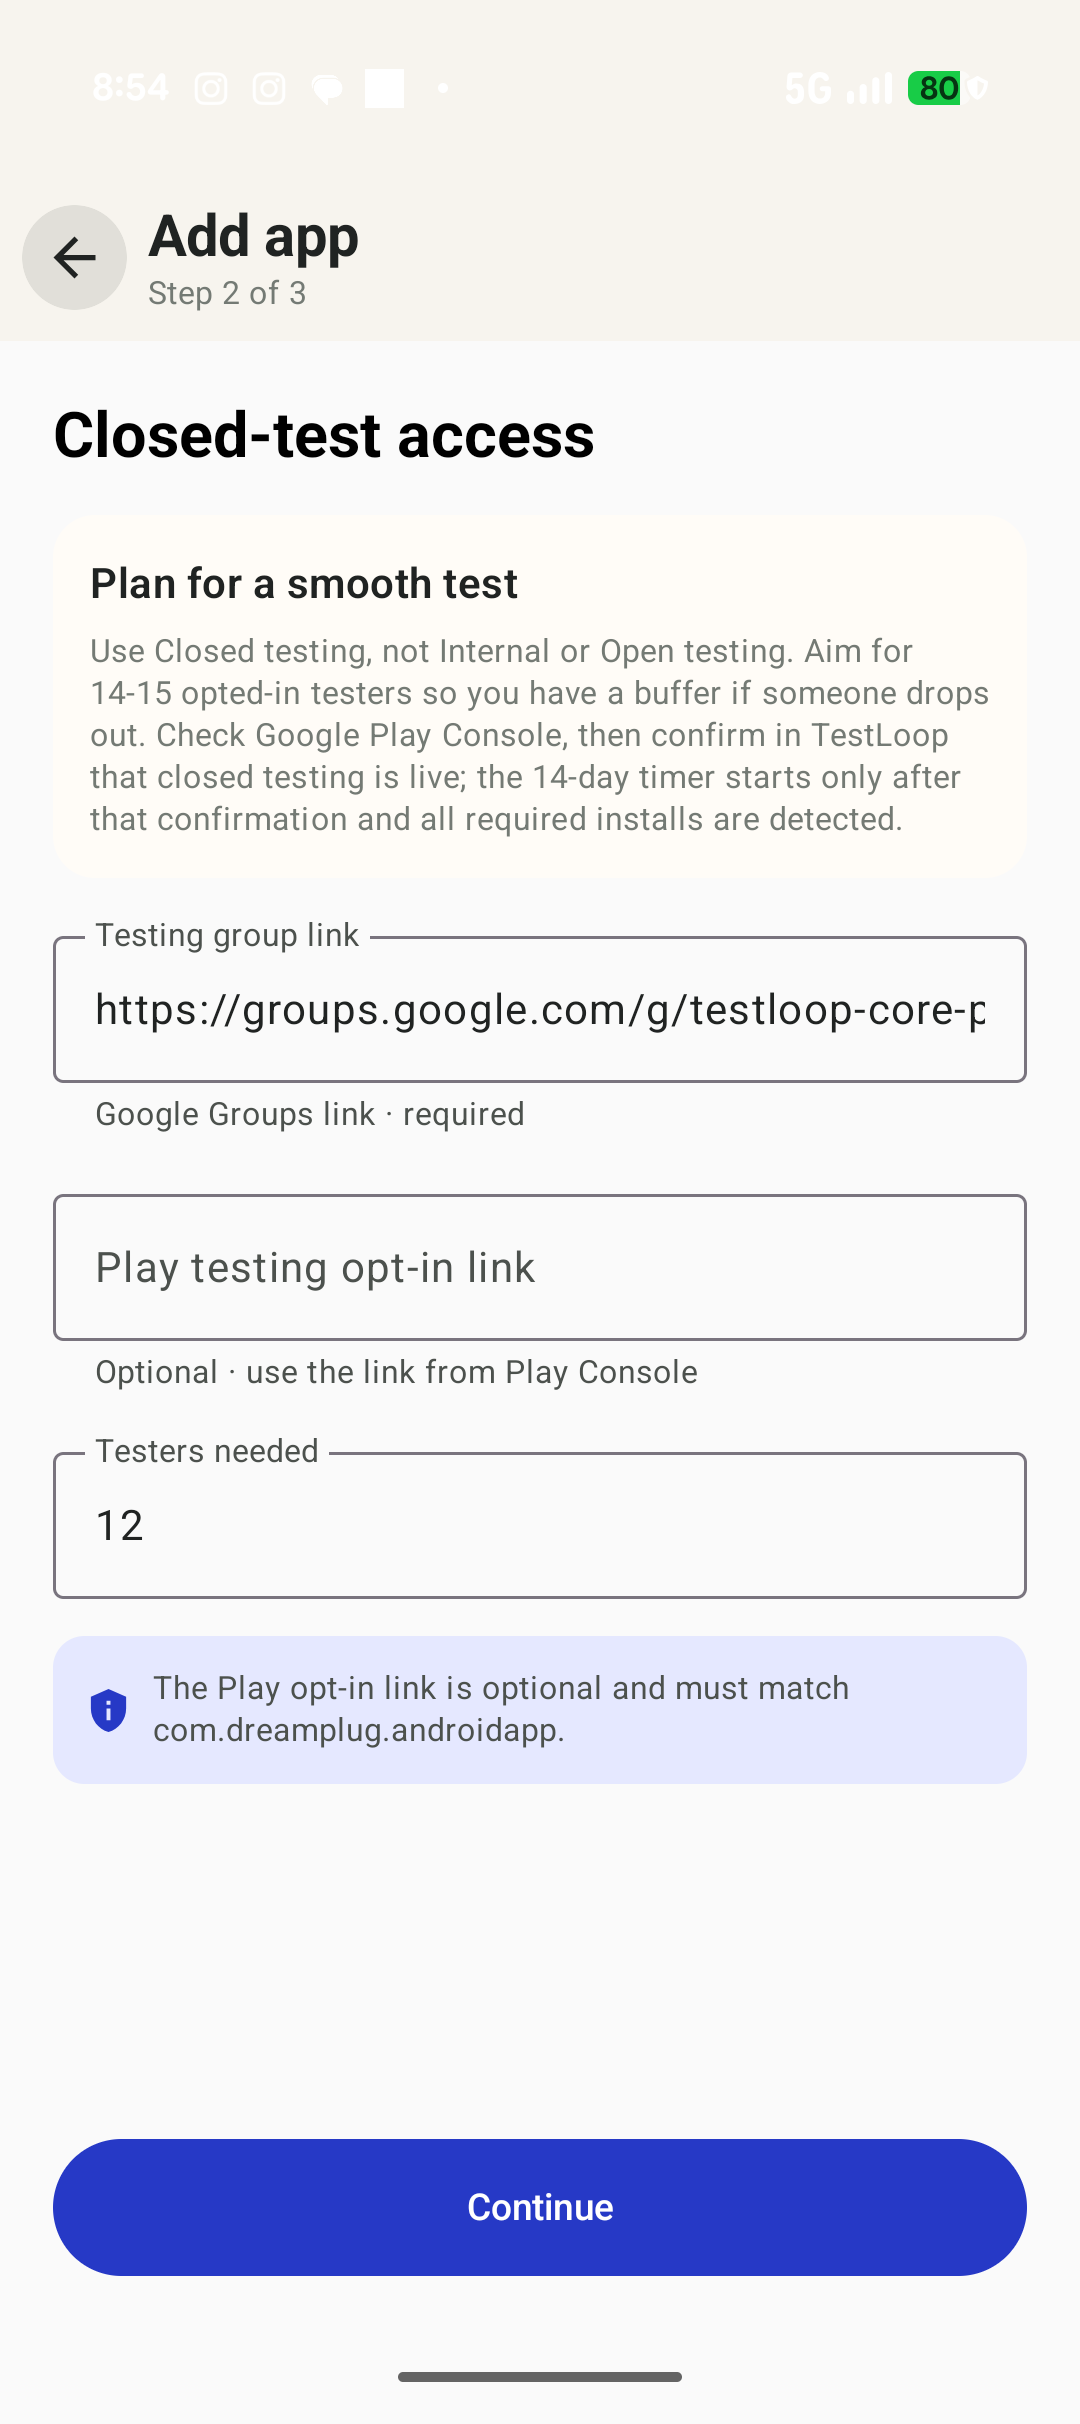 8:54
5G
80
Add app
Step 2 of 3
Closed-test access
Plan for a smooth test
Use Closed testing, not Internal or Open testing. Aim for
14-15 opted-in testers so you have a buffer if someone drops
out. Check Google Play Console, then confirm in TestLoop
that closed testing is live; the 14-day timer starts only after
that confirmation and all required installs are detected.
Testing group link
https://groups.google.com/g/testloop-core-p
Google Groups link · required
Play testing opt-in link
Optional · use the link from Play Console
Testers needed
12
The Play opt-in link is optional and must match
com.dreamplug.androidapp.
Continue